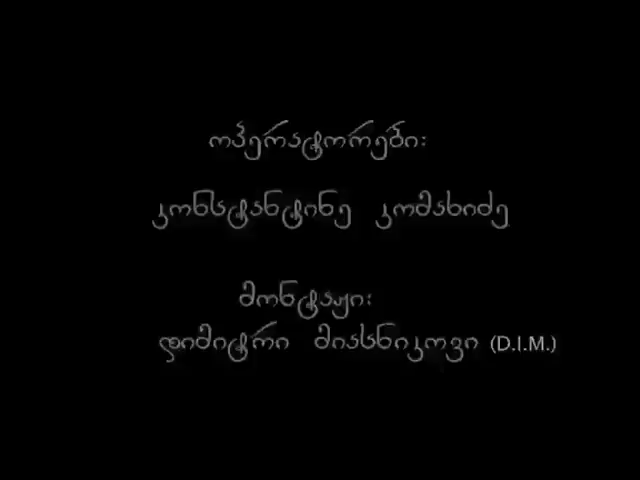 ოპერატორები:
კონსტანტინე კომახიძე
მონტაჟი:
დიმიტრი მიასნიკოვი (D.I.M.)